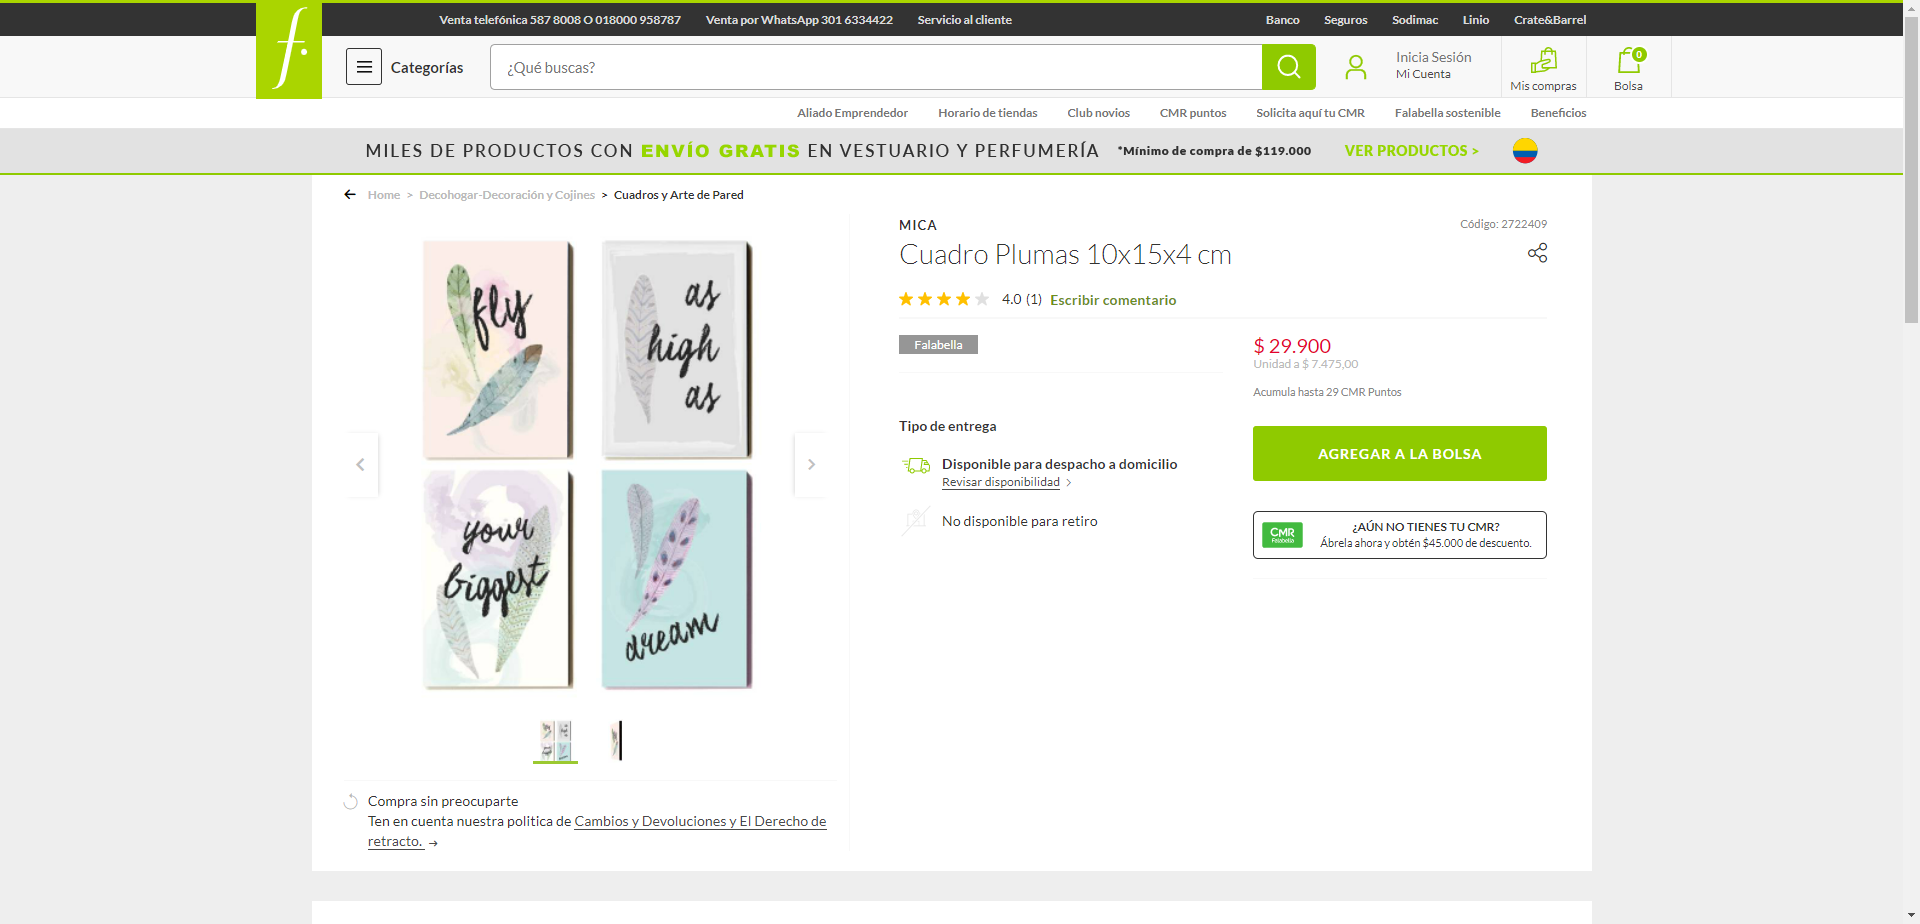 Venta telefónica 587 8008 O 018000 958787
Venta por WhatsApp 301 6334422
Servicio al cliente
Banco
Seguros
Sodimac
Linio
Crate&Barrel
f.
Categorías
¿Qué buscas?
Inicia Sesión
Mi Cuenta
Mis compras
0
Bolsa
Aliado Emprendedor
Horario de tiendas
Club novios
CMR puntos
Solicita aquí tu CMR
Falabella sostenible
Beneficios
MILES DE PRODUCTOS CON ENVÍO GRATIS EN VESTUARIO Y PERFUMERÍA *Mínimo de compra de $119.000 VER PRODUCTOS >
Home > Decohogar-Decoración y Cojines > Cuadros y Arte de Pared
fly
as
high
as
your
biggest
dream
Compra sin preocuparte
Ten en cuenta nuestra politica de Cambios y Devoluciones y El Derecho de
retracto. →
MICA
Código: 2722409
Cuadro Plumas 10x15x4 cm
4.0 (1) Escribir comentario
Falabella
$ 29.900
Unidad a $ 7.475,00
Acumula hasta 29 CMR Puntos
Tipo de entrega
Disponible para despacho a domicilio
Revisar disponibilidad >
No disponible para retiro
AGREGAR A LA BOLSA
CMR
Falabella
¿AÚN NO TIENES TU CMR?
Ábrela ahora y obtén $45.000 de descuento.